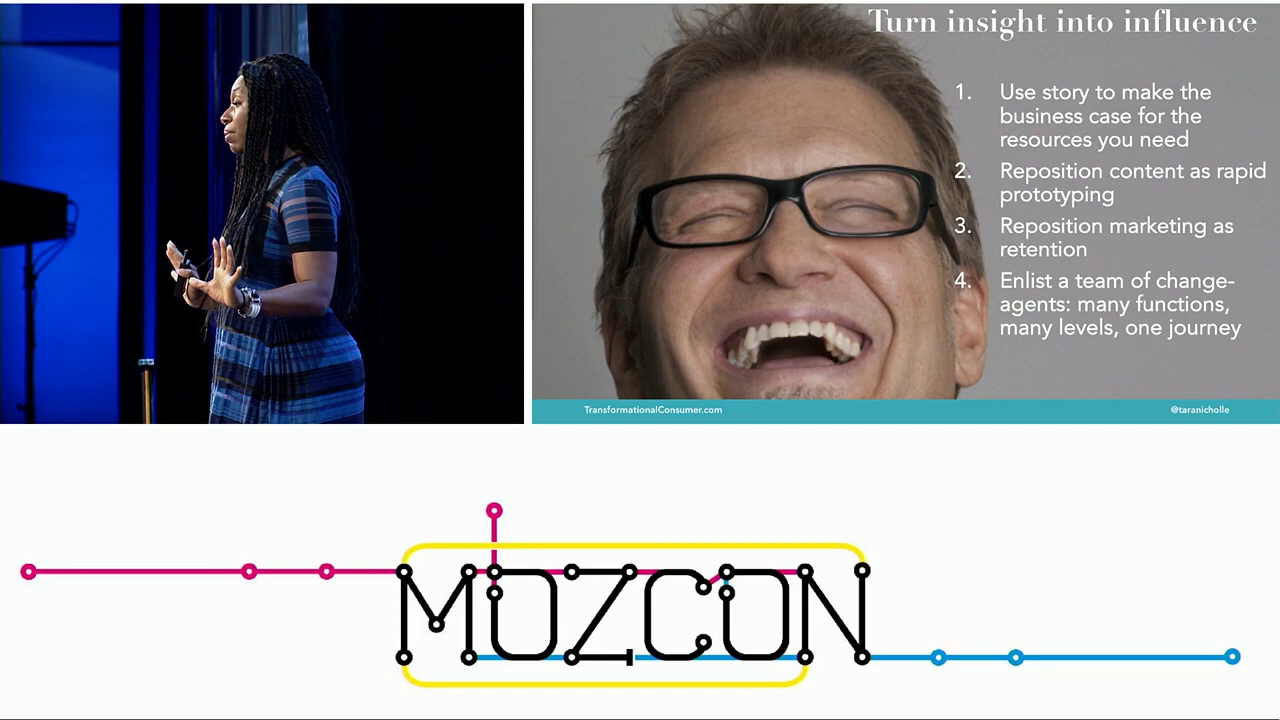 Turn insight into influence
1. Use story to make the
business case for the
resources you need
2. Reposition content as rapid
prototyping
3. Reposition marketing as
retention
4. Enlist a team of change-
agents: many functions,
many levels, one journey
TransformationalConsumer.com @taranicholle
MOZCON